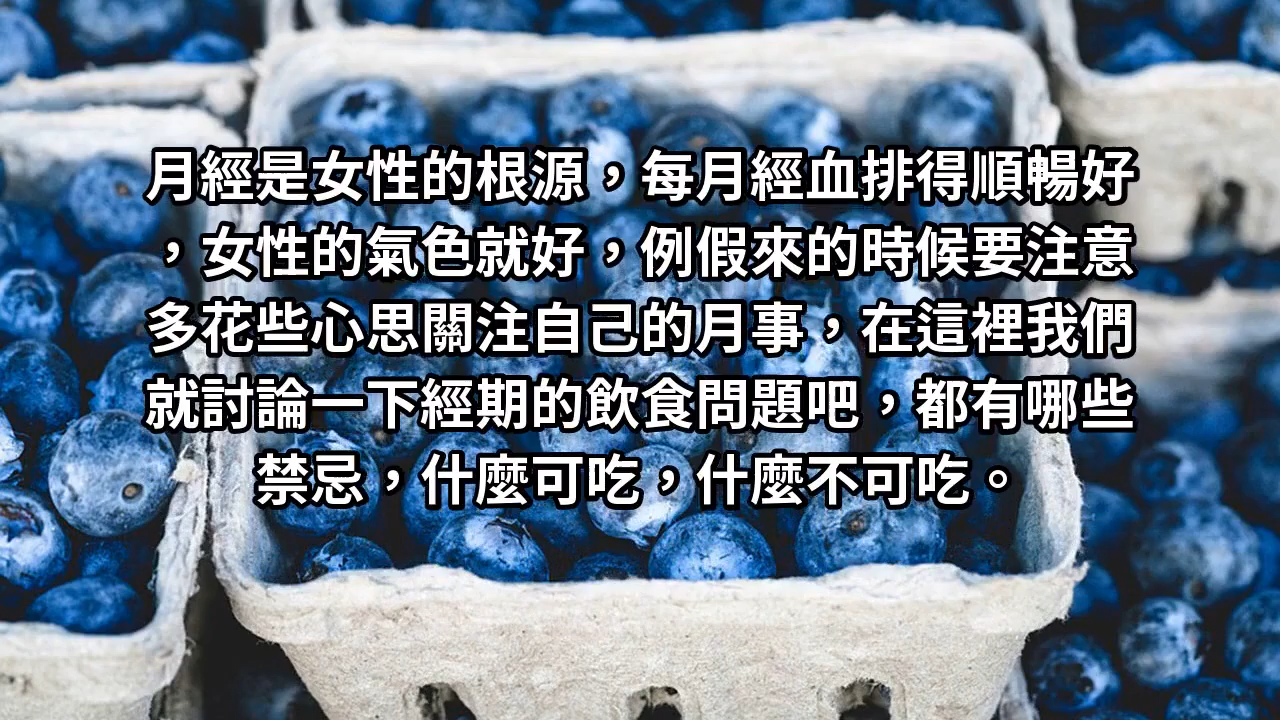 月經是女性的根源，每月經血排得順暢好
，女性的氣色就好，例假來的時候要注意
多花些心思關注自己的月事，在這裡我們
就討論一下經期的飲食問題吧，都有哪些
禁忌，什麼可吃，什麼不可吃。